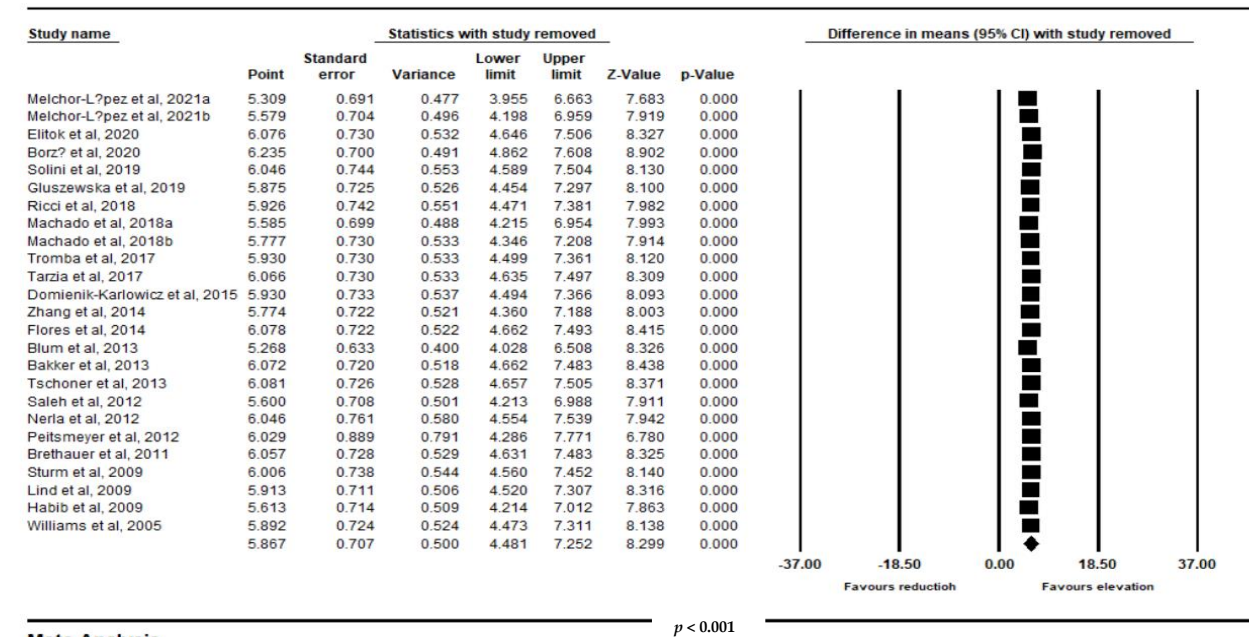 Study name Statistics with study removed Difference in means (95% CI) with study removed
Standard Lower Upper
Point error Variance limit limit Z-Value p-Value
Melchor-L?pez et al, 2021a 5.309 0.691 0.477 3.955 6.663 7.683 0.000
Melchor-L?pez et al, 2021b 5.579 0.704 0.496 4.198 6.959 7.919 0.000
Elitok et al, 2020 6.076 0.730 0.532 4.646 7.506 8.327 0.000
Borz? et al, 2020 6.235 0.700 0.491 4.862 7.608 8.902 0.000
Solini et al, 2019 6.046 0.744 0.553 4.589 7.504 8.130 0.000
Gluszewska et al, 2019 5.875 0.725 0.526 4.454 7.297 8.100 0.000
Ricci et al, 2018 5.926 0.742 0.551 4.471 7.381 7.982 0.000
Machado et al, 2018a 5.585 0.699 0.488 4.215 6.954 7.993 0.000
Machado et al, 2018b 5.777 0.730 0.533 4.346 7.208 7.914 0.000
Tromba et al, 2017 5.930 0.730 0.533 4.499 7.361 8.120 0.000
Tarzia et al, 2017 6.066 0.730 0.533 4.635 7.497 8.309 0.000
Domienik-Karlowicz et al, 2015 5.930 0.733 0.537 4.494 7.366 8.093 0.000
Zhang et al, 2014 5.774 0.722 0.521 4.360 7.188 8.003 0.000
Flores et al, 2014 6.078 0.722 0.522 4.662 7.493 8.415 0.000
Blum et al, 2013 5.268 0.633 0.400 4.028 6.508 8.326 0.000
Bakker et al, 2013 6.072 0.720 0.518 4.662 7.483 8.438 0.000
Tschoner et al, 2013 6.081 0.726 0.528 4.657 7.505 8.371 0.000
Saleh et al, 2012 5.600 0.708 0.501 4.213 6.988 7.911 0.000
Nerla et al, 2012 6.046 0.761 0.580 4.554 7.539 7.942 0.000
Peitsmeyer et al, 2012 6.029 0.889 0.791 4.286 7.771 6.780 0.000
Brethauer et al, 2011 6.057 0.728 0.529 4.631 7.483 8.325 0.000
Sturm et al, 2009 6.006 0.738 0.544 4.560 7.452 8.140 0.000
Lind et al, 2009 5.913 0.711 0.506 4.520 7.307 8.316 0.000
Habib et al, 2009 5.613 0.714 0.509 4.214 7.012 7.863 0.000
Williams et al, 2005 5.892 0.724 0.524 4.473 7.311 8.138 0.000
5.867 0.707 0.500 4.481 7.252 8.299 0.000
-37.00 -18.50 0.00 18.50 37.00
Favours reduction Favours elevation
p < 0.001